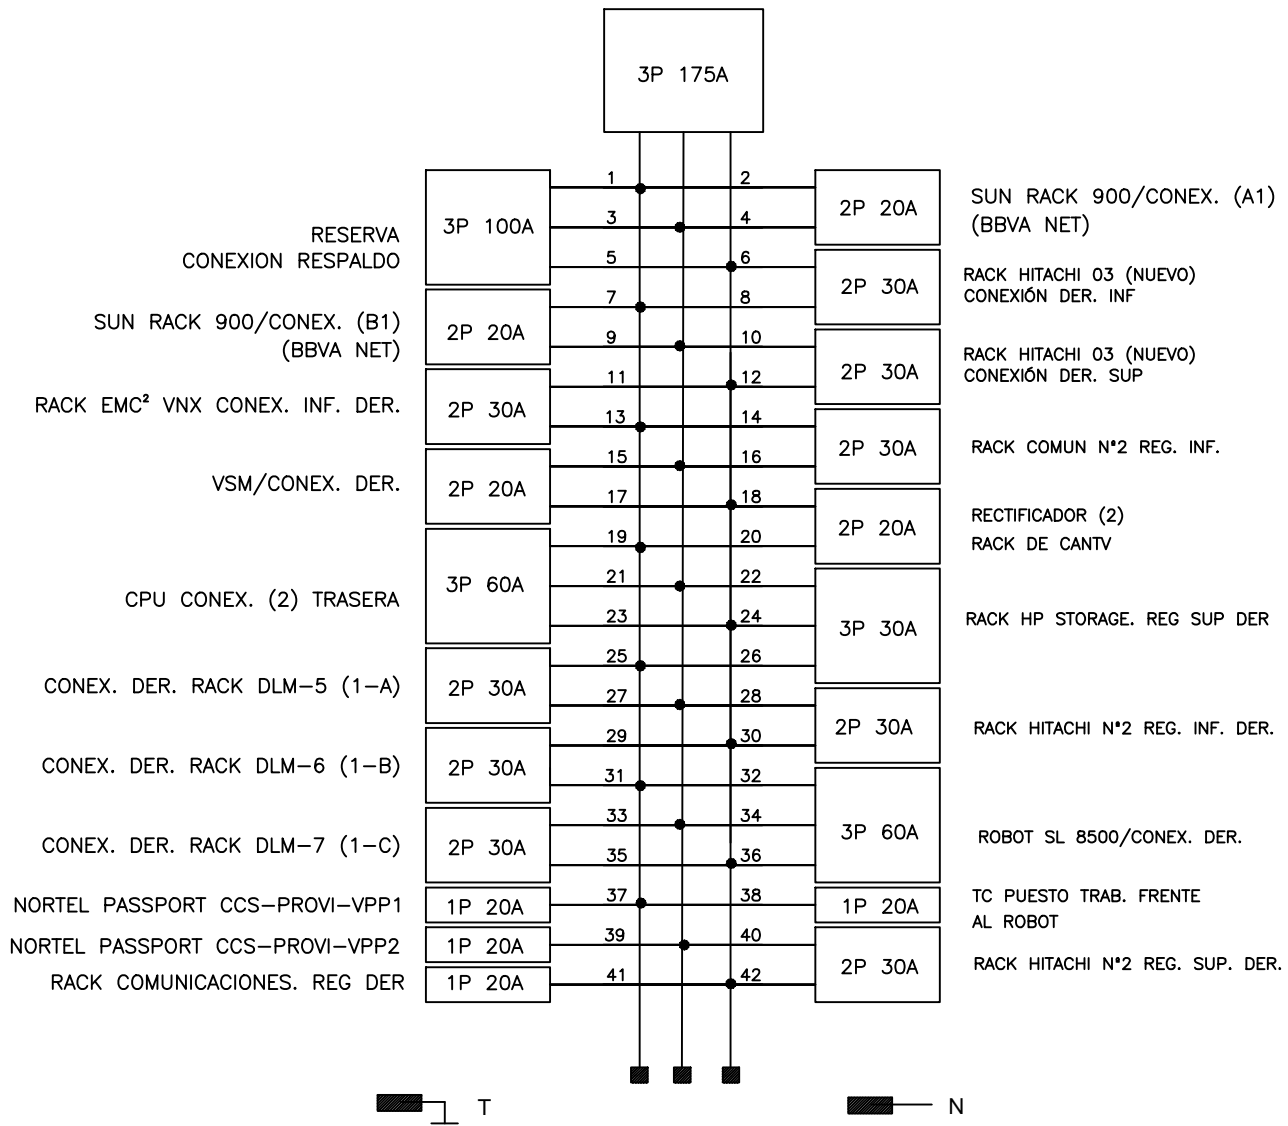 3P 175A
1
2
3P 100A
2P 20A
SUN RACK 900/CONEX. (A1)
(BBVA NET)
3
4
RESERVA
CONEXION RESPALDO
5
6
2P 30A
RACK HITACHI 03 (NUEVO)
CONEXIÓN DER. INF
7
8
SUN RACK 900/CONEX. (B1)
(BBVA NET)
2P 20A
9
10
2P 30A
RACK HITACHI 03 (NUEVO)
CONEXIÓN DER. SUP
11
12
RACK EMC² VNX CONEX. INF. DER.
2P 30A
13
14
2P 30A
RACK COMUN N°2 REG. INF.
15
16
VSM/CONEX. DER.
2P 20A
17
18
2P 20A
RECTIFICADOR (2)
RACK DE CANTV
19
20
3P 60A
CPU CONEX. (2) TRASERA
21
22
23
24
3P 30A
RACK HP STORAGE. REG SUP DER
25
26
CONEX. DER. RACK DLM-5 (1-A)
2P 30A
27
28
2P 30A
RACK HITACHI N°2 REG. INF. DER.
29
30
CONEX. DER. RACK DLM-6 (1-B)
2P 30A
31
32
33
34
3P 60A
ROBOT SL 8500/CONEX. DER.
CONEX. DER. RACK DLM-7 (1-C)
2P 30A
35
36
NORTEL PASSPORT CCS-PROVI-VPP1
1P 20A
37
38
1P 20A
TC PUESTO TRAB. FRENTE
AL ROBOT
NORTEL PASSPORT CCS-PROVI-VPP2
1P 20A
39
40
2P 30A
RACK HITACHI N°2 REG. SUP. DER.
RACK COMUNICACIONES. REG DER
1P 20A
41
42
T
N